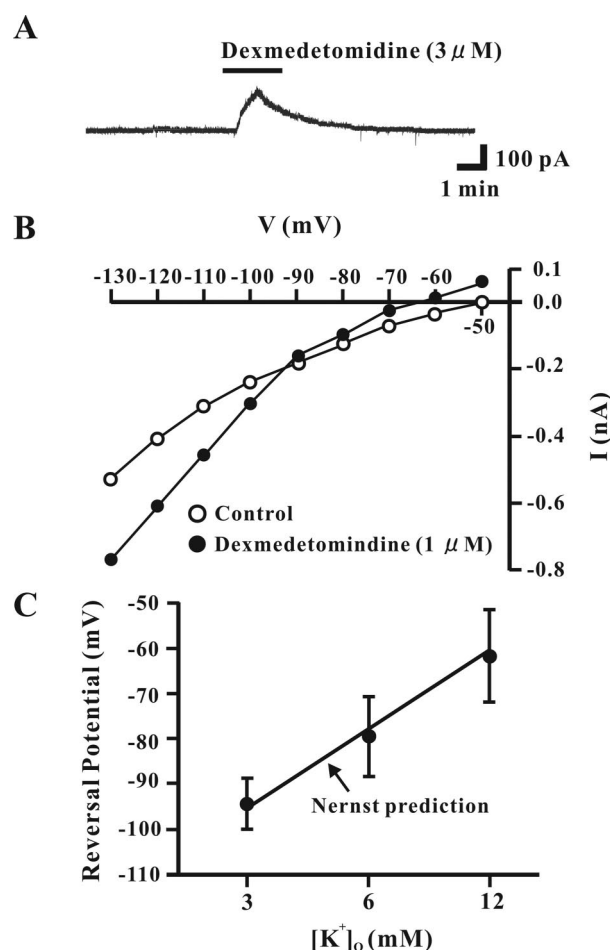 A
Dexmedetomidine (3 μM)
100 pA
1 min
V (mV)
B
-130 -120 -110 -100 -90 -80 -70 -60
-50
0.1
0.0
-0.2
-0.4
-0.6
-0.8
I (nA)
Control
Dexmedetomindine (1 μM)
C
Reversal Potential (mV)
-50
-60
-70
-80
-90
-100
-110
Nernst prediction
3 6 12
[K+]O (mM)